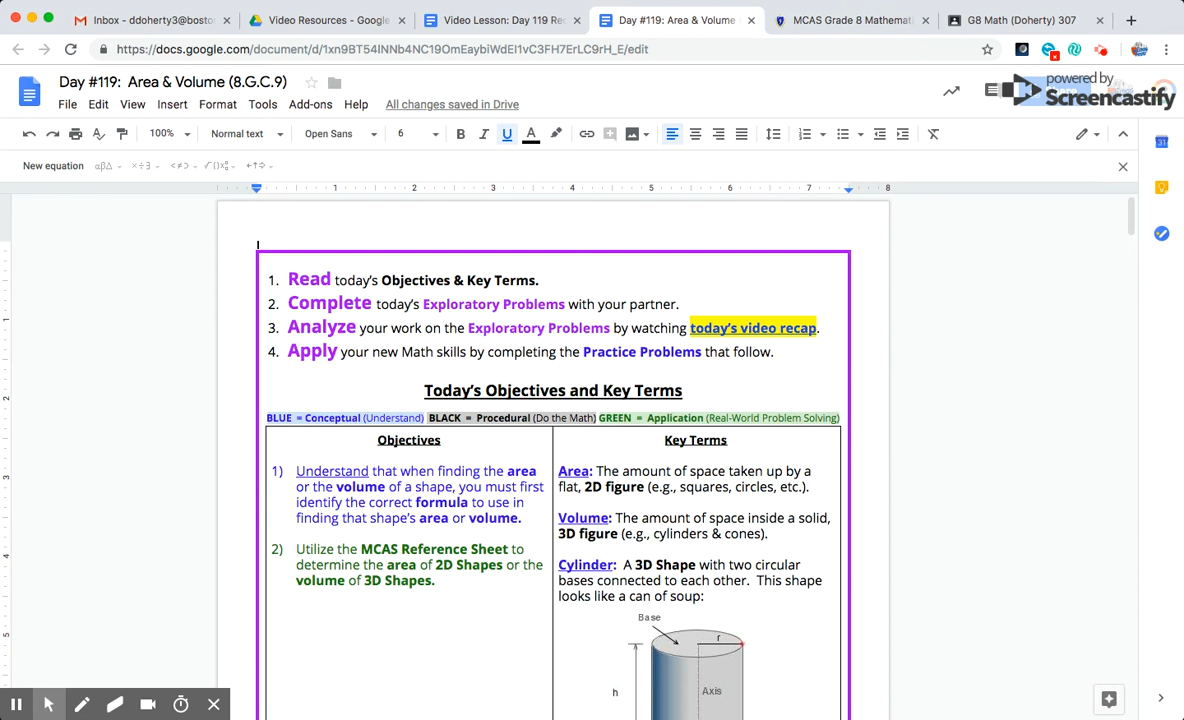 Inbox - ddoherty3@bosto
Video Resources - Google
Video Lesson: Day 119 Re
Day #119: Area & Volume
MCAS Grade 8 Mathemati
G8 Math (Doherty) 307
https://docs.google.com/document/d/1xn9BT54INNb4NC19OmEaybiWdEI1vC3FH7ErLC9rH_E/edit
Day #119: Area & Volume (8.G.C.9)
powered by
Screencastify
File Edit View Insert Format Tools Add-ons Help All changes saved in Drive
100% Normal text Open Sans 6 B I U A
New equation
1 2 3 4 5 6 7 8
1. Read today's Objectives & Key Terms.
2. Complete today's Exploratory Problems with your partner.
3. Analyze your work on the Exploratory Problems by watching today's video recap.
4. Apply your new Math skills by completing the Practice Problems that follow.
Today's Objectives and Key Terms
BLUE = Conceptual (Understand) BLACK = Procedural (Do the Math) GREEN = Application (Real-World Problem Solving)
Objectives
1) Understand that when finding the area
or the volume of a shape, you must first
identify the correct formula to use in
finding that shape's area or volume.
2) Utilize the MCAS Reference Sheet to
determine the area of 2D Shapes or the
volume of 3D Shapes.
Key Terms
Area: The amount of space taken up by a
flat, 2D figure (e.g., squares, circles, etc.).
Volume: The amount of space inside a solid,
3D figure (e.g., cylinders & cones).
Cylinder: A 3D Shape with two circular
bases connected to each other. This shape
looks like a can of soup:
Base
r
h
Axis